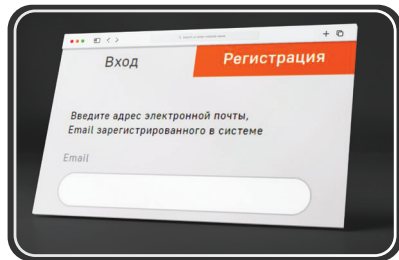 Вход
Регистрация
Введите адрес электронной почты,
Email зарегистрированного в системе
Email